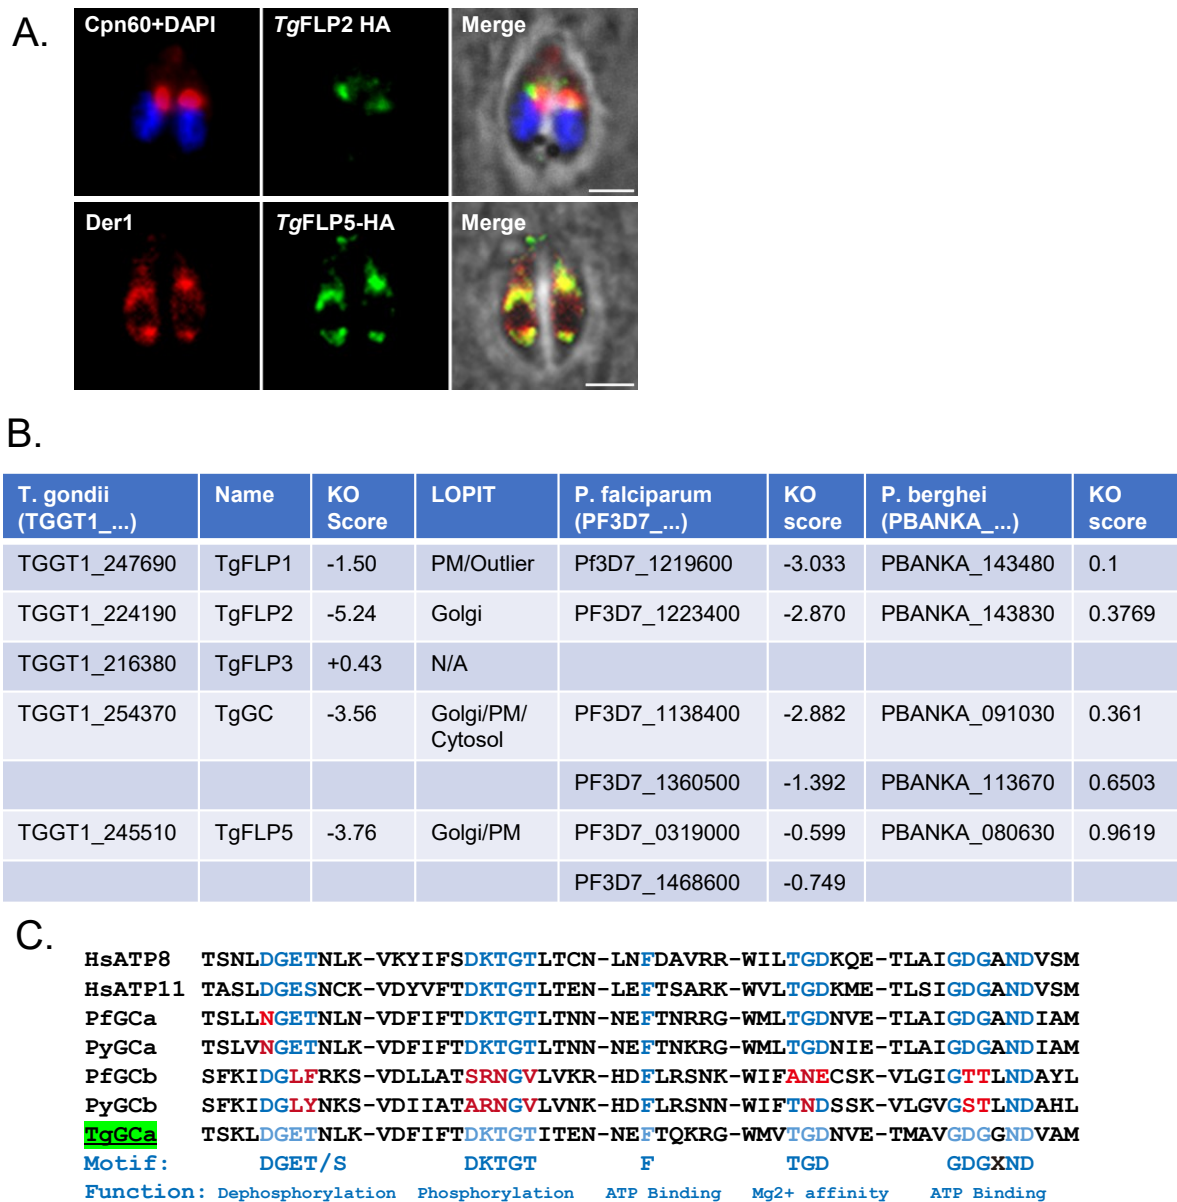 A.
Cpn60+DAPI TgFLP2 HA Merge
Der1 TgFLP5-HA Merge
B.
T. gondii (TGGT1_...) Name KO Score LOPIT P. falciparum (PF3D7_...) KO score P. berghei (PBANKA_...) KO score
TGGT1_247690 TgFLP1 -1.50 PM/Outlier Pf3D7_1219600 -3.033 PBANKA_143480 0.1
TGGT1_224190 TgFLP2 -5.24 Golgi PF3D7_1223400 -2.870 PBANKA_143830 0.3769
TGGT1_216380 TgFLP3 +0.43 N/A
TGGT1_254370 TgGC -3.56 Golgi/PM/ Cytosol PF3D7_1138400 -2.882 PBANKA_091030 0.361
PF3D7_1360500 -1.392 PBANKA_113670 0.6503
TGGT1_245510 TgFLP5 -3.76 Golgi/PM PF3D7_0319000 -0.599 PBANKA_080630 0.9619
PF3D7_1468600 -0.749
C.
HsATP8 TSNLDGETNLK-VKYIFSDKTGTLTCN-LNFDAVRR-WILTGDKQE-TLAIGDGANDVSM
HsATP11 TASLDGESNCK-VDYVFTDKTGTLTEN-LEFTSARK-WVLTGDKME-TLSIGDGANDVSM
PfGCa TSLLNGETNLN-VDFIFTDKTGTLTNN-NEFTNRRG-WMLTGDNVE-TMAIGDGANDIAM
PyGCa TSLVNGETNLK-VDFIFTDKTGTLTNN-NEFTNKRG-WMLTGDNIE-TLAIGDGANDIAM
PfGCb SFKIDGLFRKS-VDLLATSRNGVLVKR-HDFLRSNK-WIFANECSK-VLGIGTTLNDAYL
PyGCb SFKIDGLYNKS-VDIIATARNGVLVNK-HDFLRSNN-WIFTNDSSK-VLGVGSTLNDAHL
TgGCa TSKLDGETNLK-VDFIFTDKTGTITEN-NEFTQKRG-WMVTGDNVE-TMAVGDGGNDVAM
Motif: DGET/S DKTGT F TGD GDGXND
Function: Dephosphorylation Phosphorylation ATP Binding Mg2+ affinity ATP Binding